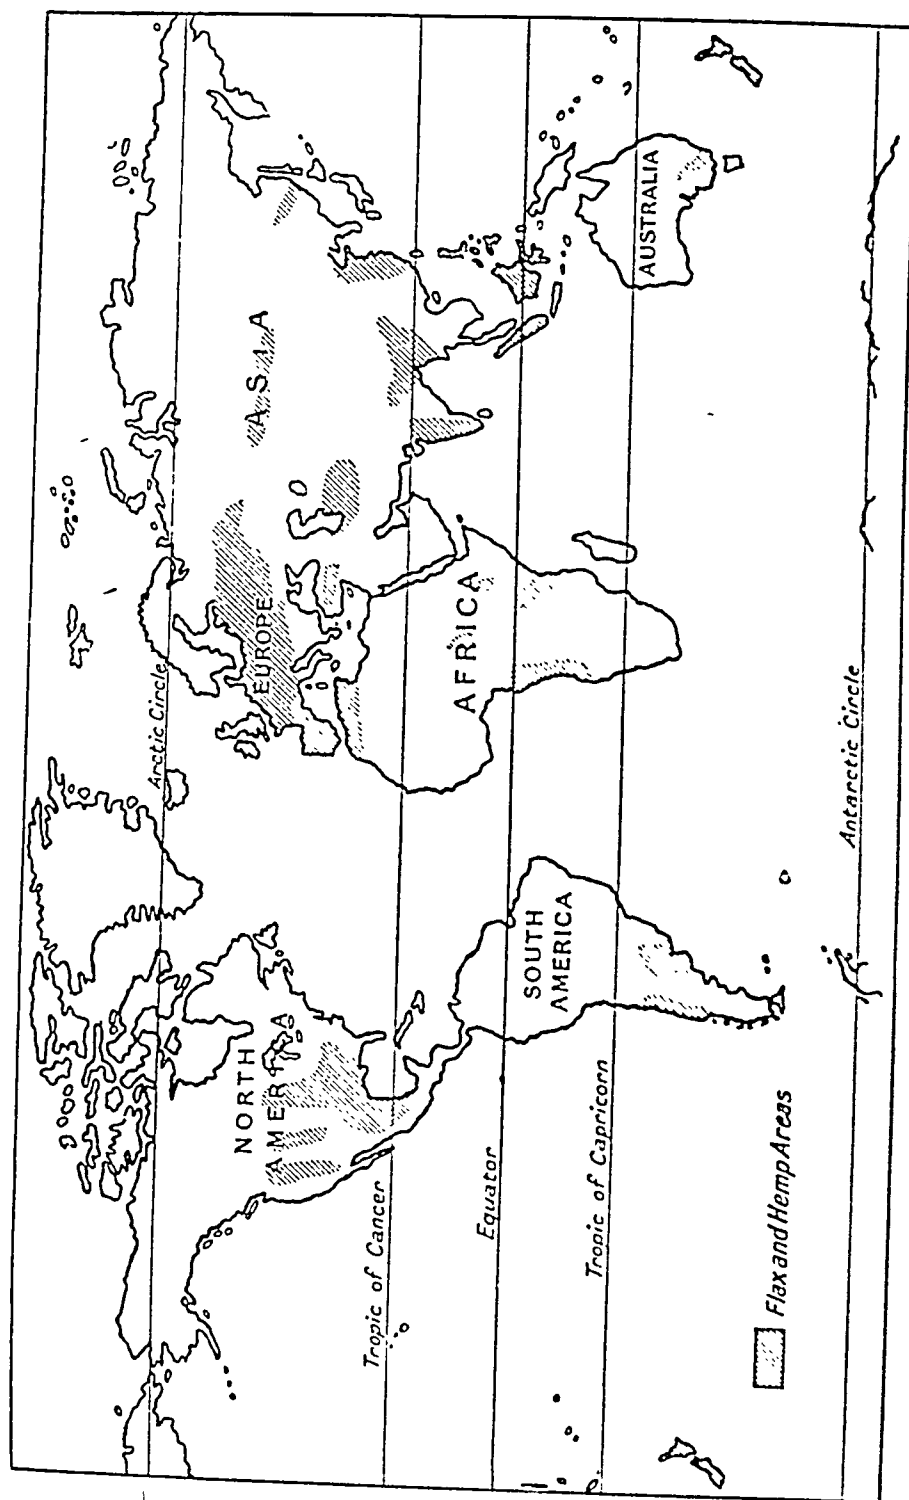 Arctic Circle
NORTH
AMERICA
EUROPE
ASIA
Tropic of Cancer
AFRICA
Equator
SOUTH
AMERICA
Tropic of Capricorn
AUSTRALIA
Flax and Hemp Areas
Antarctic Circle